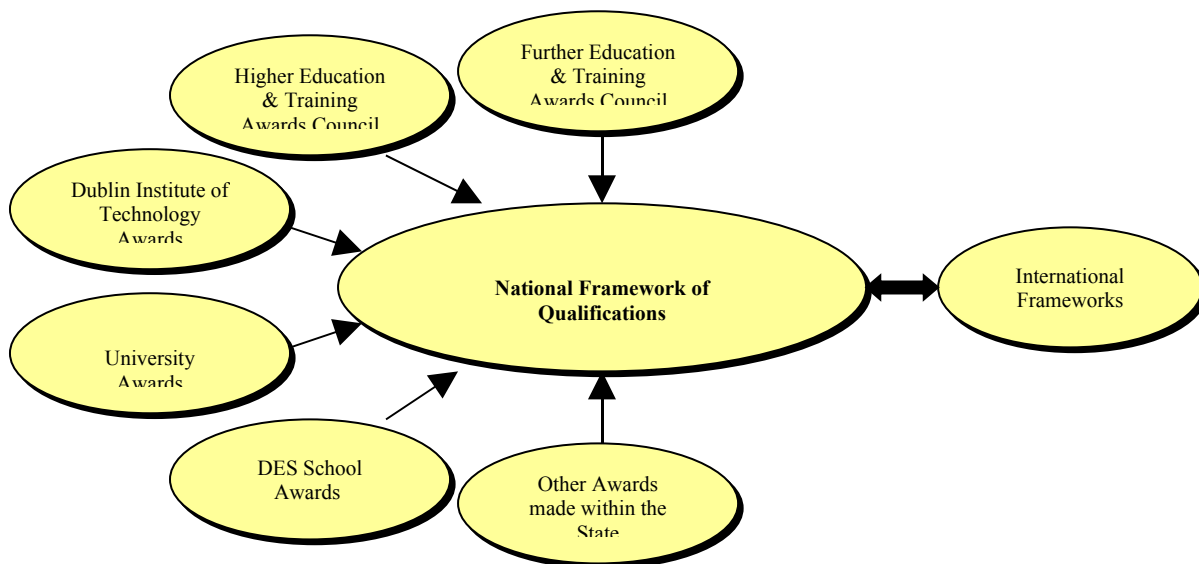 Further Education
& Training
Awards Council
Higher Education
& Training
Awards Council
Dublin Institute of
Technology
Awards
National Framework of
Qualifications
International
Frameworks
University
Awards
DES School
Awards
Other Awards
made within the
State